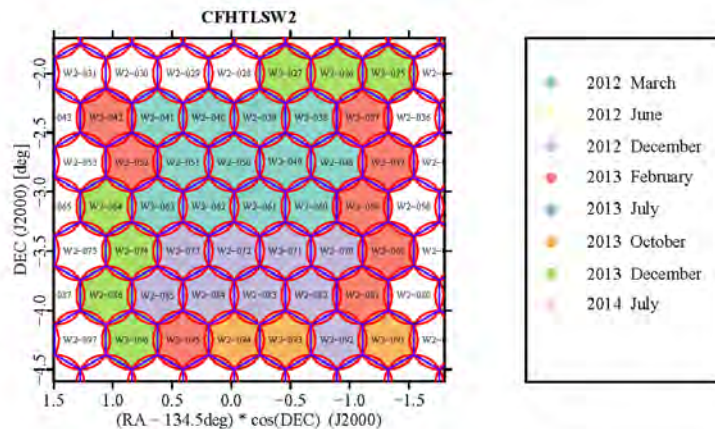 CFHTLSW2
W2-031 W2-030 W2-029 W2-028 W2-027 W2-026 W2-025
W2-042 W2-041 W2-040 W2-039 W2-038 W2-037 W2-036
W2-053 W2-052 W2-051 W2-050 W2-049 W2-048
W2-064 W2-063 W2-062 W2-061 W2-060 W2-058
W2-075 W2-074 W2-073 W2-072 W2-071 W2-070
W2-086 W2-085 W2-084 W2-083 W2-082 W2-081 W2-080
W2-097 W2-096 W2-095 W2-094 W2-093 W2-092 W2-091
−2.0
−2.5
−3.0
−3.5
−4.0
−4.5
DEC (J2000) [deg]
1.5 1.0 0.5 0.0 −0.5 −1.0 −1.5
(RA − 134.5deg) * cos(DEC) (J2000)
2012 March
2012 June
2012 December
2013 February
2013 July
2013 October
2013 December
2014 July